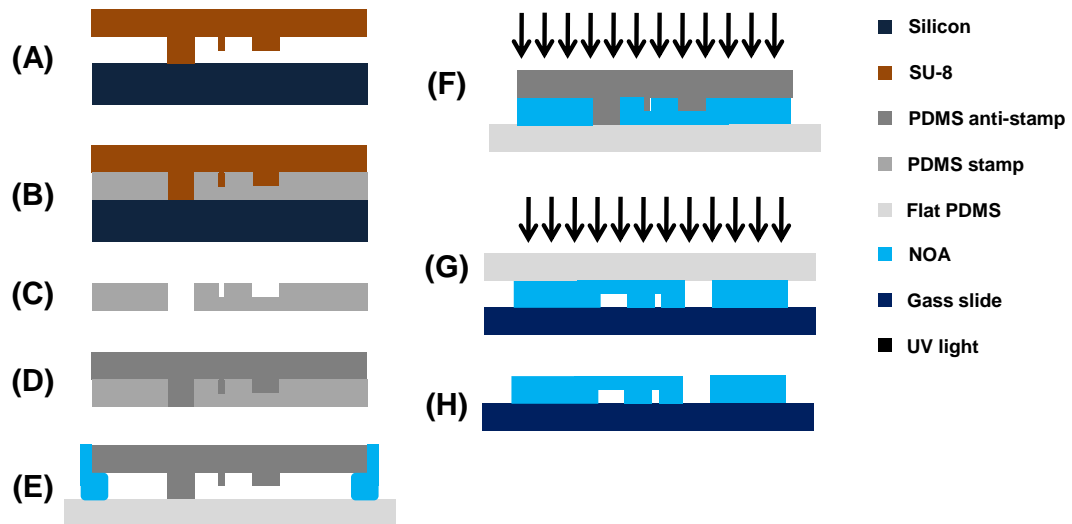 (A)
(B)
(C)
(D)
(E)
(F)
(G)
(H)
Silicon
SU-8
PDMS anti-stamp
PDMS stamp
Flat PDMS
NOA
Gass slide
UV light